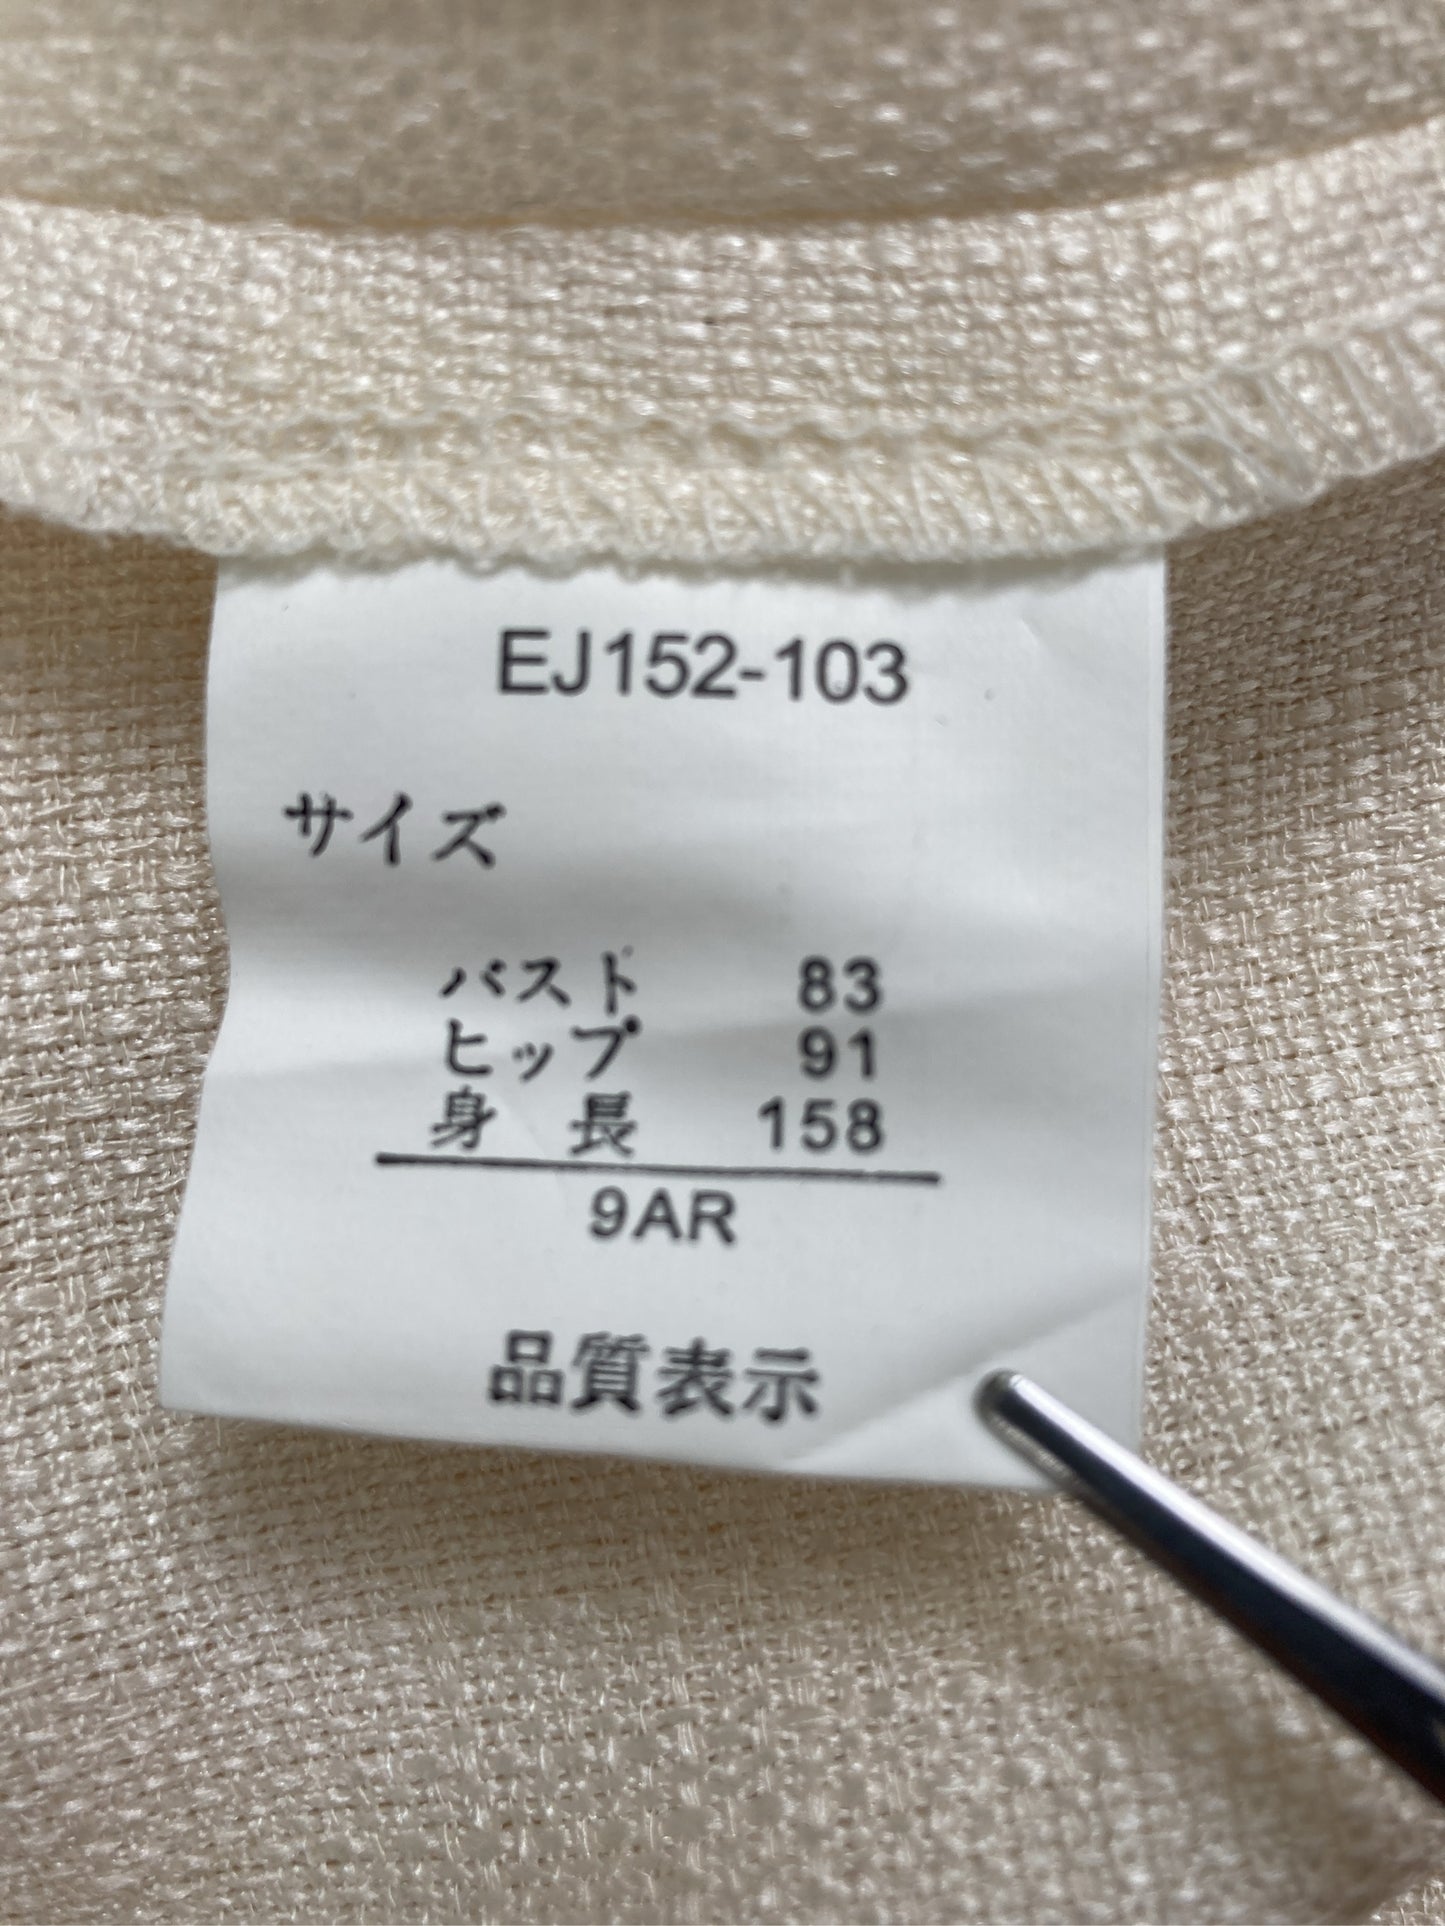 EJ152-103
サイズ
バスト 83
ヒップ 91
身長 158
9AR
品質表示